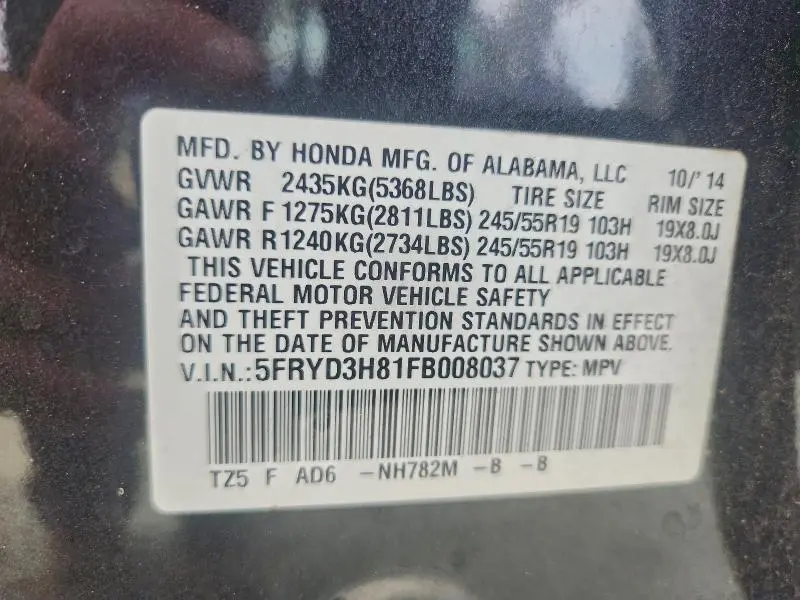 MFD. BY HONDA MFG. OF ALABAMA, LLC 10/'14
GVWR 2435KG(5368LBS) TIRE SIZE RIM SIZE
GAWR F 1275KG(2811LBS) 245/55R19 103H 19X8.0J
GAWR R 1240KG(2734LBS) 245/55R19 103H 19X8.0J
THIS VEHICLE CONFORMS TO ALL APPLICABLE
FEDERAL MOTOR VEHICLE SAFETY
AND THEFT PREVENTION STANDARDS IN EFFECT
ON THE DATE OF MANUFACTURE SHOWN ABOVE.
V.I.N.: 5FRYD3H81FB008037 TYPE: MPV
TZ5 F AD6 -NH782M -B -B